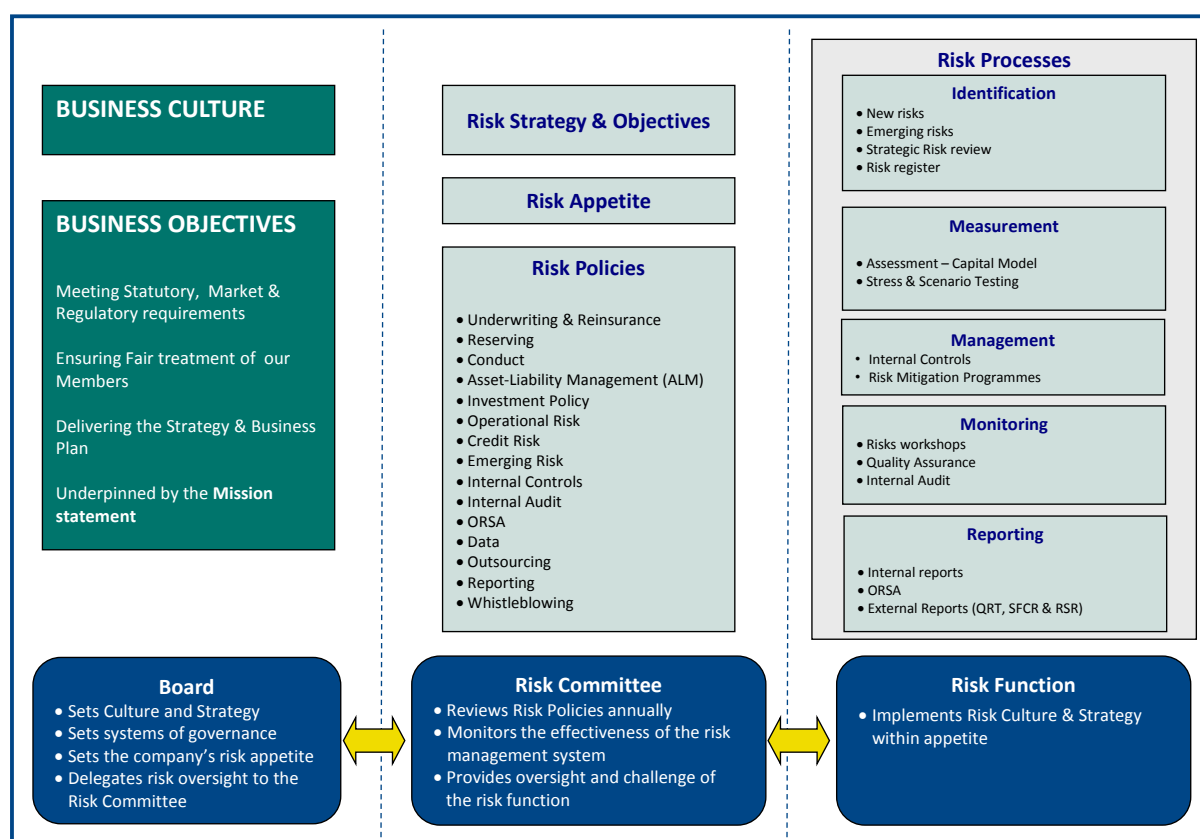 BUSINESS CULTURE
BUSINESS OBJECTIVES
Meeting Statutory, Market &
Regulatory requirements
Ensuring Fair treatment of our
Members
Delivering the Strategy & Business
Plan
Underpinned by the Mission
statement
Risk Strategy & Objectives
Risk Appetite
Risk Policies
• Underwriting & Reinsurance
• Reserving
• Conduct
• Asset-Liability Management (ALM)
• Investment Policy
• Operational Risk
• Credit Risk
• Emerging Risk
• Internal Controls
• Internal Audit
• ORSA
• Data
• Outsourcing
• Reporting
• Whistleblowing
Risk Processes
Identification
• New risks
• Emerging risks
• Strategic Risk review
• Risk register
Measurement
• Assessment – Capital Model
• Stress & Scenario Testing
Management
• Internal Controls
• Risk Mitigation Programmes
Monitoring
• Risks workshops
• Quality Assurance
• Internal Audit
Reporting
• Internal reports
• ORSA
• External Reports (QRT, SFCR & RSR)
Board
• Sets Culture and Strategy
• Sets systems of governance
• Sets the company's risk appetite
• Delegates risk oversight to the
Risk Committee
Risk Committee
• Reviews Risk Policies annually
• Monitors the effectiveness of the risk
management system
• Provides oversight and challenge of
the risk function
Risk Function
• Implements Risk Culture & Strategy
within appetite